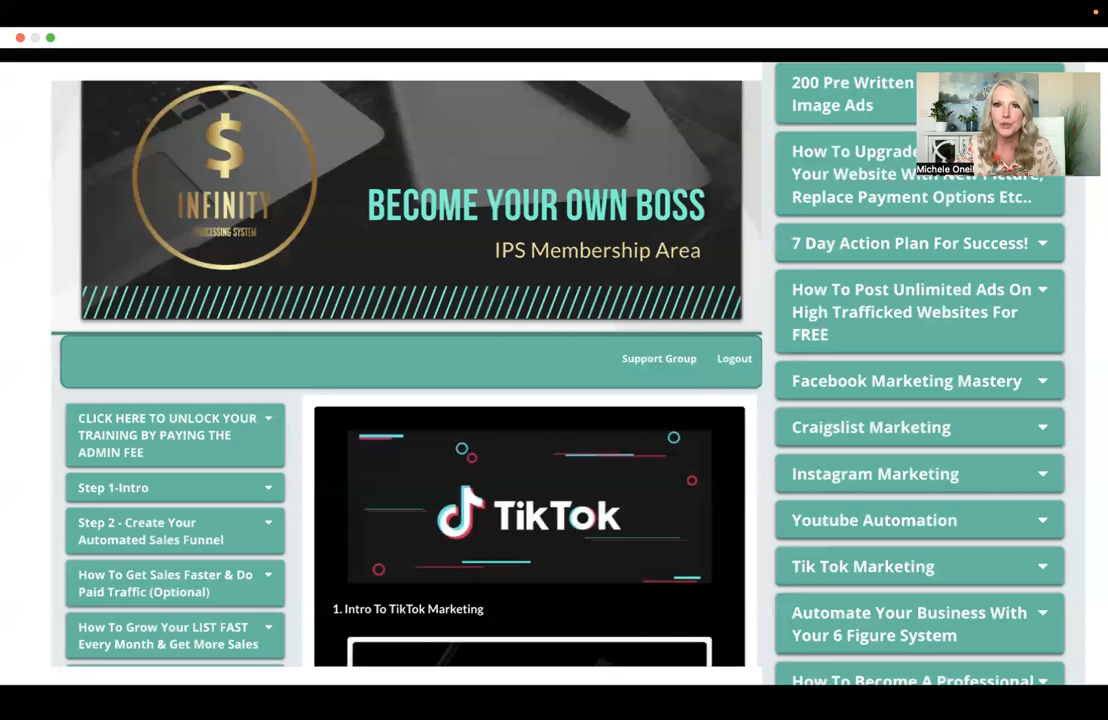 $
INFINITY
PROCESSING SYSTEM
BECOME YOUR OWN BOSS
IPS Membership Area
Support Group
Logout
CLICK HERE TO UNLOCK YOUR
TRAINING BY PAYING THE
ADMIN FEE
Step 1-Intro
Step 2 - Create Your
Automated Sales Funnel
How To Get Sales Faster & Do
Paid Traffic (Optional)
How To Grow Your LIST FAST
Every Month & Get More Sales
TikTok
1. Intro To TikTok Marketing
200 Pre Written
Image Ads
How To Upgrade
Your Website With New Picture,
Replace Payment Options Etc..
7 Day Action Plan For Success!
How To Post Unlimited Ads On
High Trafficked Websites For
FREE
Facebook Marketing Mastery
Craigslist Marketing
Instagram Marketing
Youtube Automation
Tik Tok Marketing
Automate Your Business With
Your 6 Figure System
How To Become A Professional
Michele Oneil